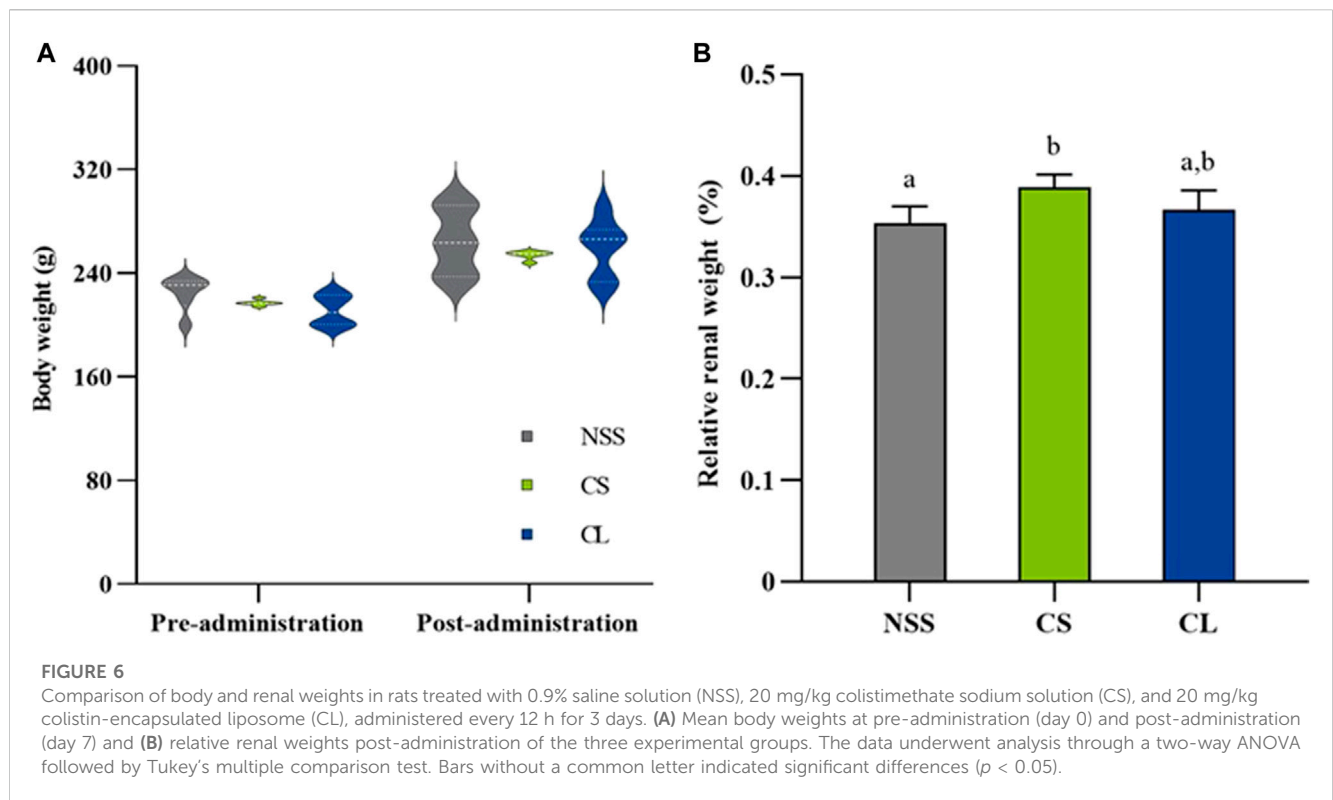 A
B
400
320
240
160
80
0
Body weight (g)
NSS
CS
CL
Pre-administration
Post-administration
0.5
0.4
0.3
0.2
0.1
0
Relative renal weight (%)
a
b
a,b
NSS
CS
CL
FIGURE 6
Comparison of body and renal weights in rats treated with 0.9% saline solution (NSS), 20 mg/kg colistimethate sodium solution (CS), and 20 mg/kg
colistin-encapsulated liposome (CL), administered every 12 h for 3 days. (A) Mean body weights at pre-administration (day 0) and post-administration
(day 7) and (B) relative renal weights post-administration of the three experimental groups. The data underwent analysis through a two-way ANOVA
followed by Tukey's multiple comparison test. Bars without a common letter indicated significant differences (p < 0.05).